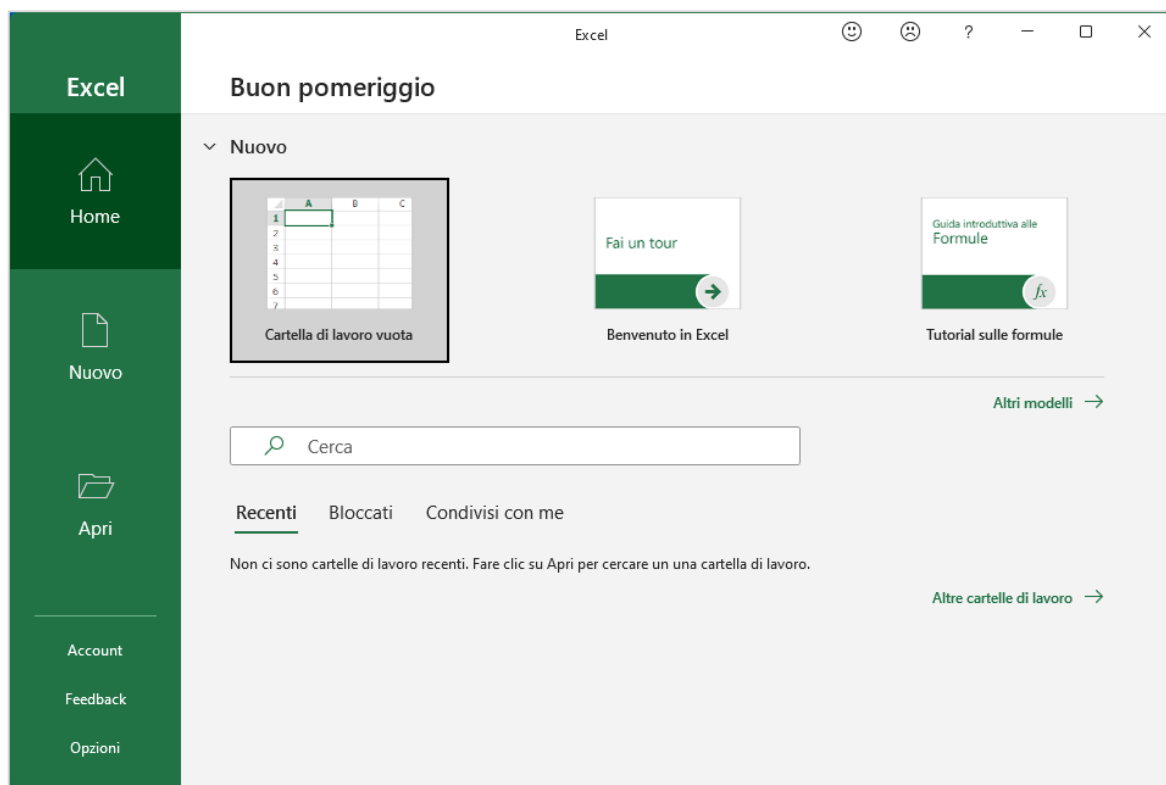 Excel
?
Excel
Buon pomeriggio
Home
Nuovo
Apri
Account
Feedback
Opzioni
Nuovo
A B C
1
2
3
4
5
6
7
Cartella di lavoro vuota
Fai un tour
Benvenuto in Excel
Guida introduttiva alle
Formule
fx
Tutorial sulle formule
Altri modelli
Cerca
Recenti Bloccati Condivisi con me
Non ci sono cartelle di lavoro recenti. Fare clic su Apri per cercare un una cartella di lavoro.
Altre cartelle di lavoro